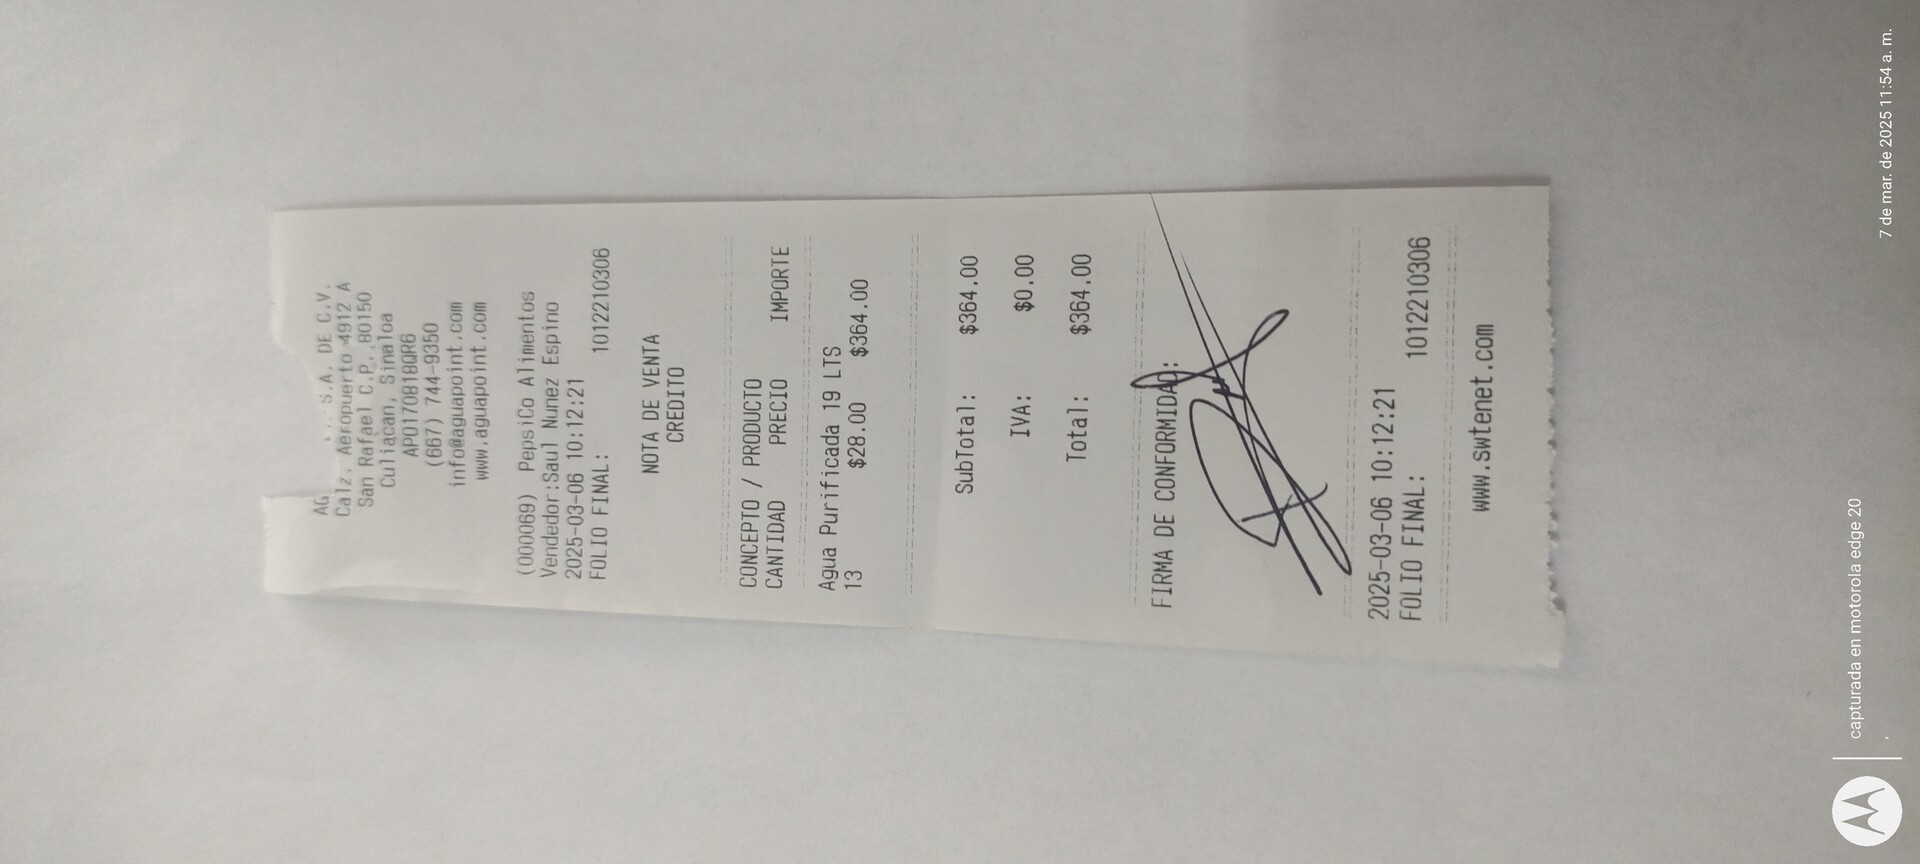 S.A. DE C.V.
Calz. Aeropuerto 4912 A
San Rafael C.P. 80150
Culiacan, Sinaloa
APO170818QR6
(667) 744-9350
info@aguapoint.com
www.aguapoint.com
(000069) PepsiCo Alimentos
Vendedor:Saul Nunez Espino
2025-03-06 10:12:21
FOLIO FINAL: 1012210306
NOTA DE VENTA
CREDITO
CONCEPTO / PRODUCTO
CANTIDAD PRECIO IMPORTE
Agua Purificada 19 LTS
13 $28.00 $364.00
SubTotal: $364.00
IVA: $0.00
Total: $364.00
FIRMA DE CONFORMIDAD:
2025-03-06 10:12:21
FOLIO FINAL: 1012210306
www.swtenet.com
capturada en motorola edge 20
7 de mar. de 2025 11:54 a. m.